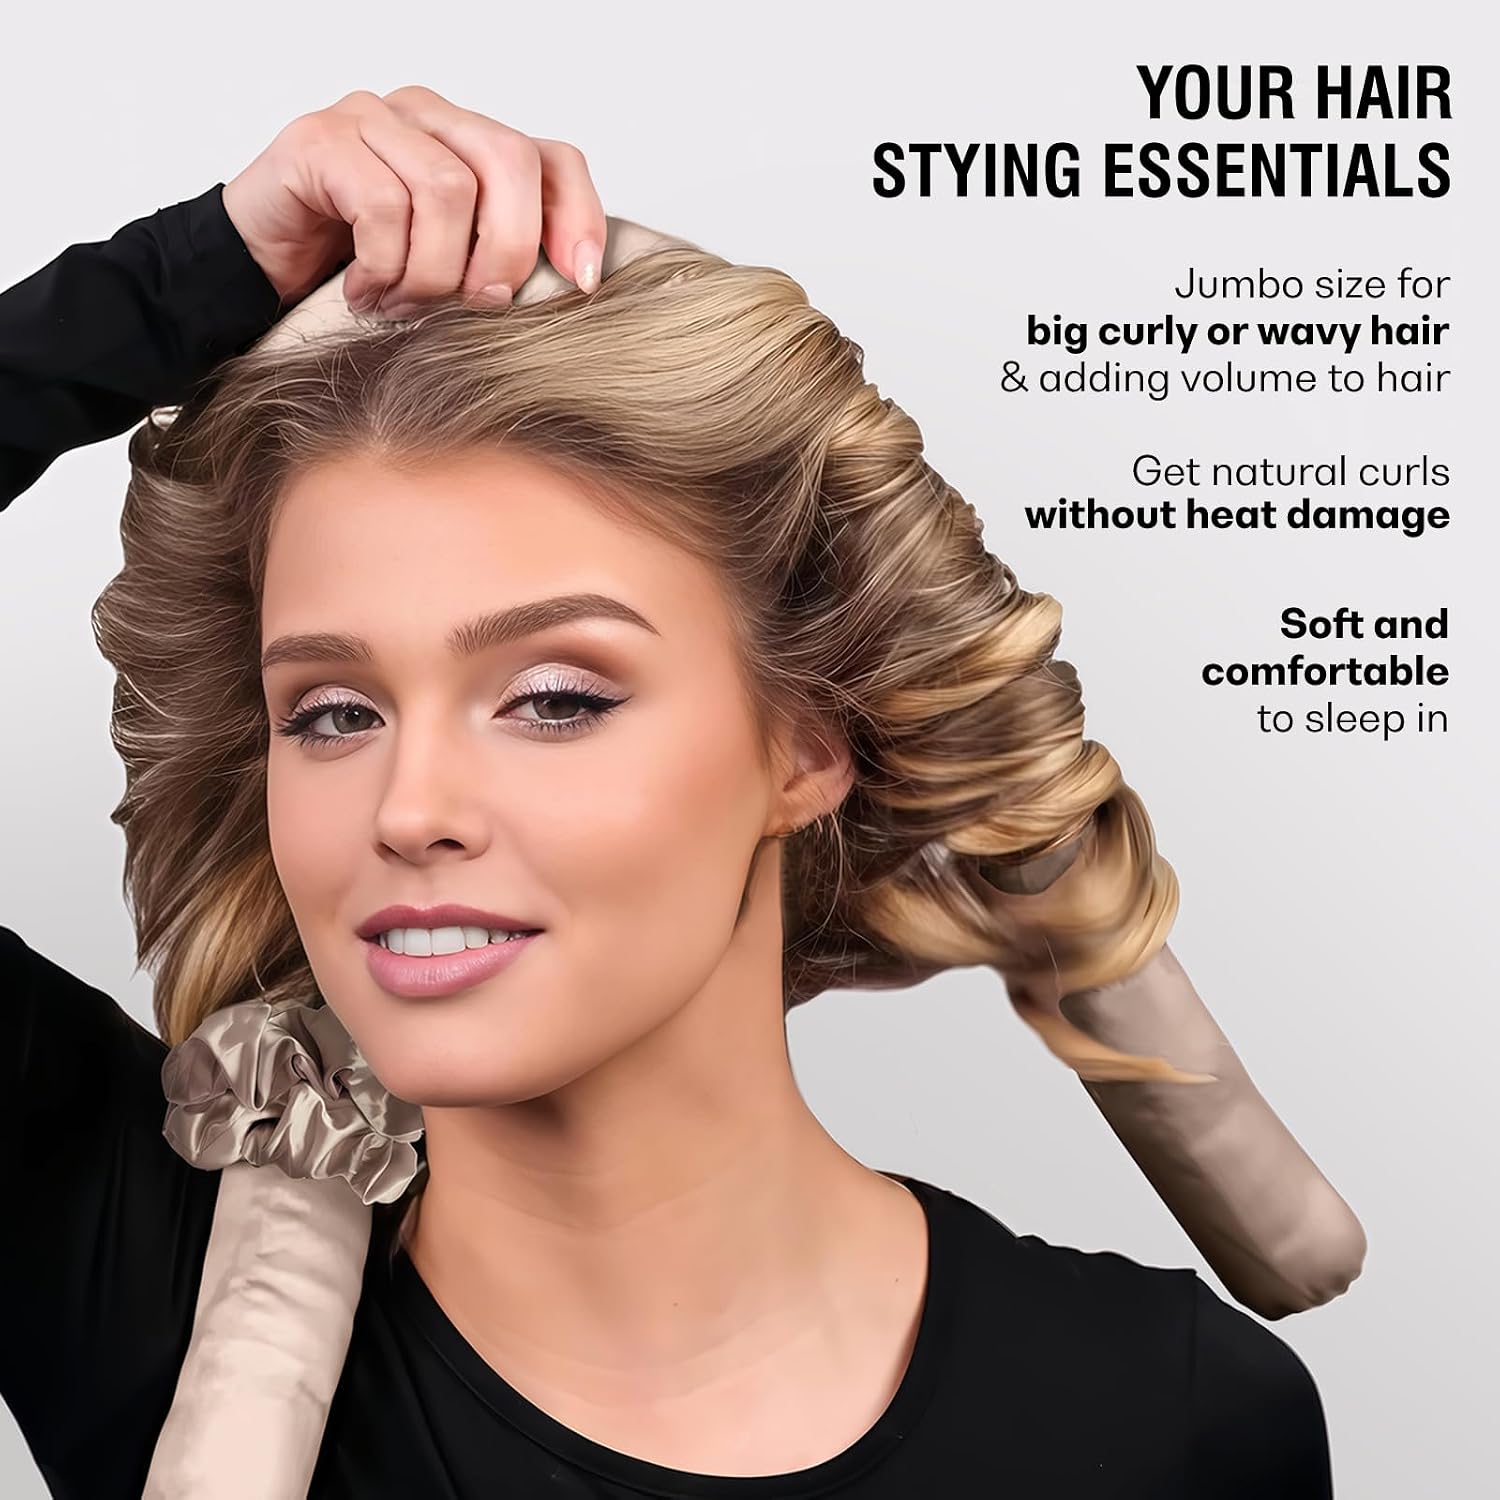 YOUR HAIR
STYING ESSENTIALS
Jumbo size for
big curly or wavy hair
& adding volume to hair
Get natural curls
without heat damage
Soft and
comfortable
to sleep in